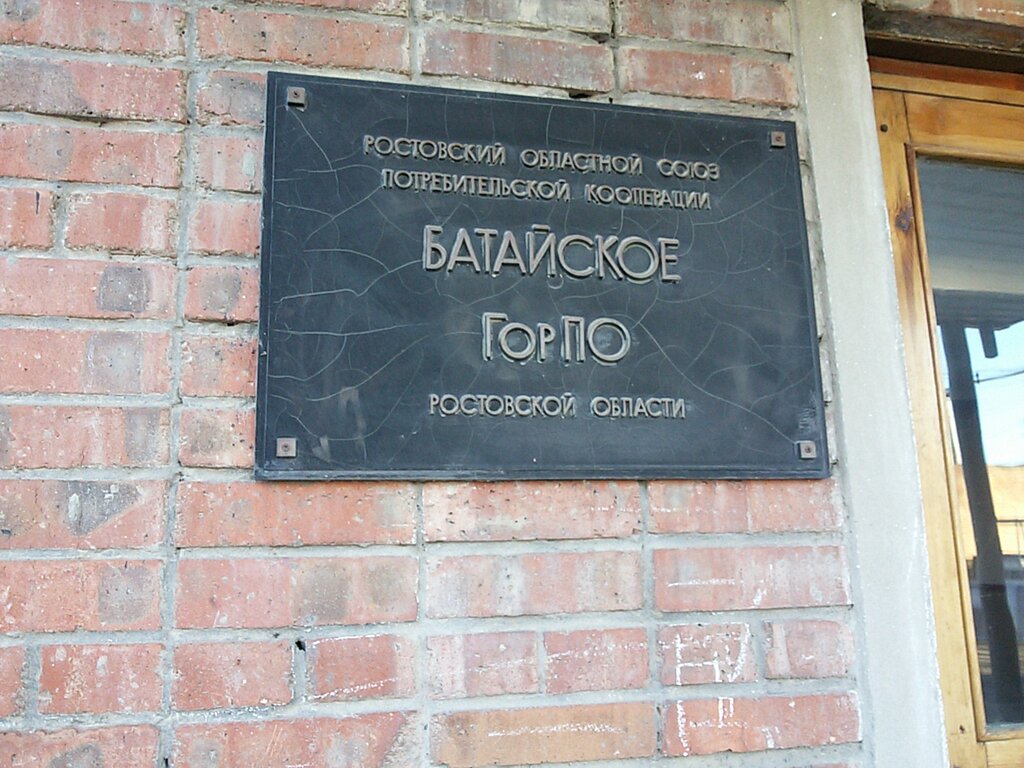 РОСТОВСКИЙ ОБЛАСТНОЙ СОЮЗ
ПОТРЕБИТЕЛЬСКОЙ КООПЕРАЦИИ
БАТАЙСКОЕ
ГорПО
РОСТОВСКОЙ ОБЛАСТИ